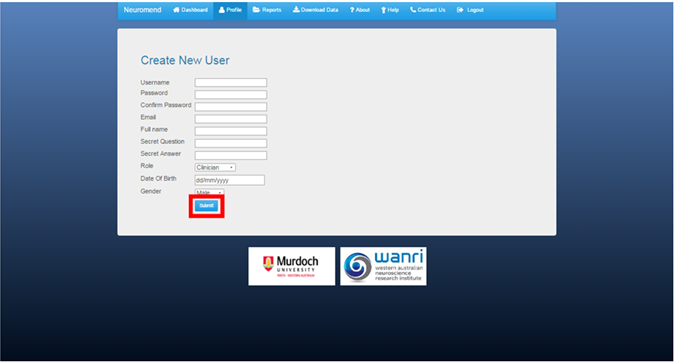 Neuromend Dashboard Profile Reports Download Data About Help Contact Us Logout
Create New User
Username
Password
Confirm Password
Email
Full name
Secret Question
Secret Answer
Role Clinician
Date Of Birth dd/mm/yyyy
Gender Male
Submit
Murdoch
UNIVERSITY
PERTH - WESTERN AUSTRALIA
wanri
western australian
neuroscience
research institute